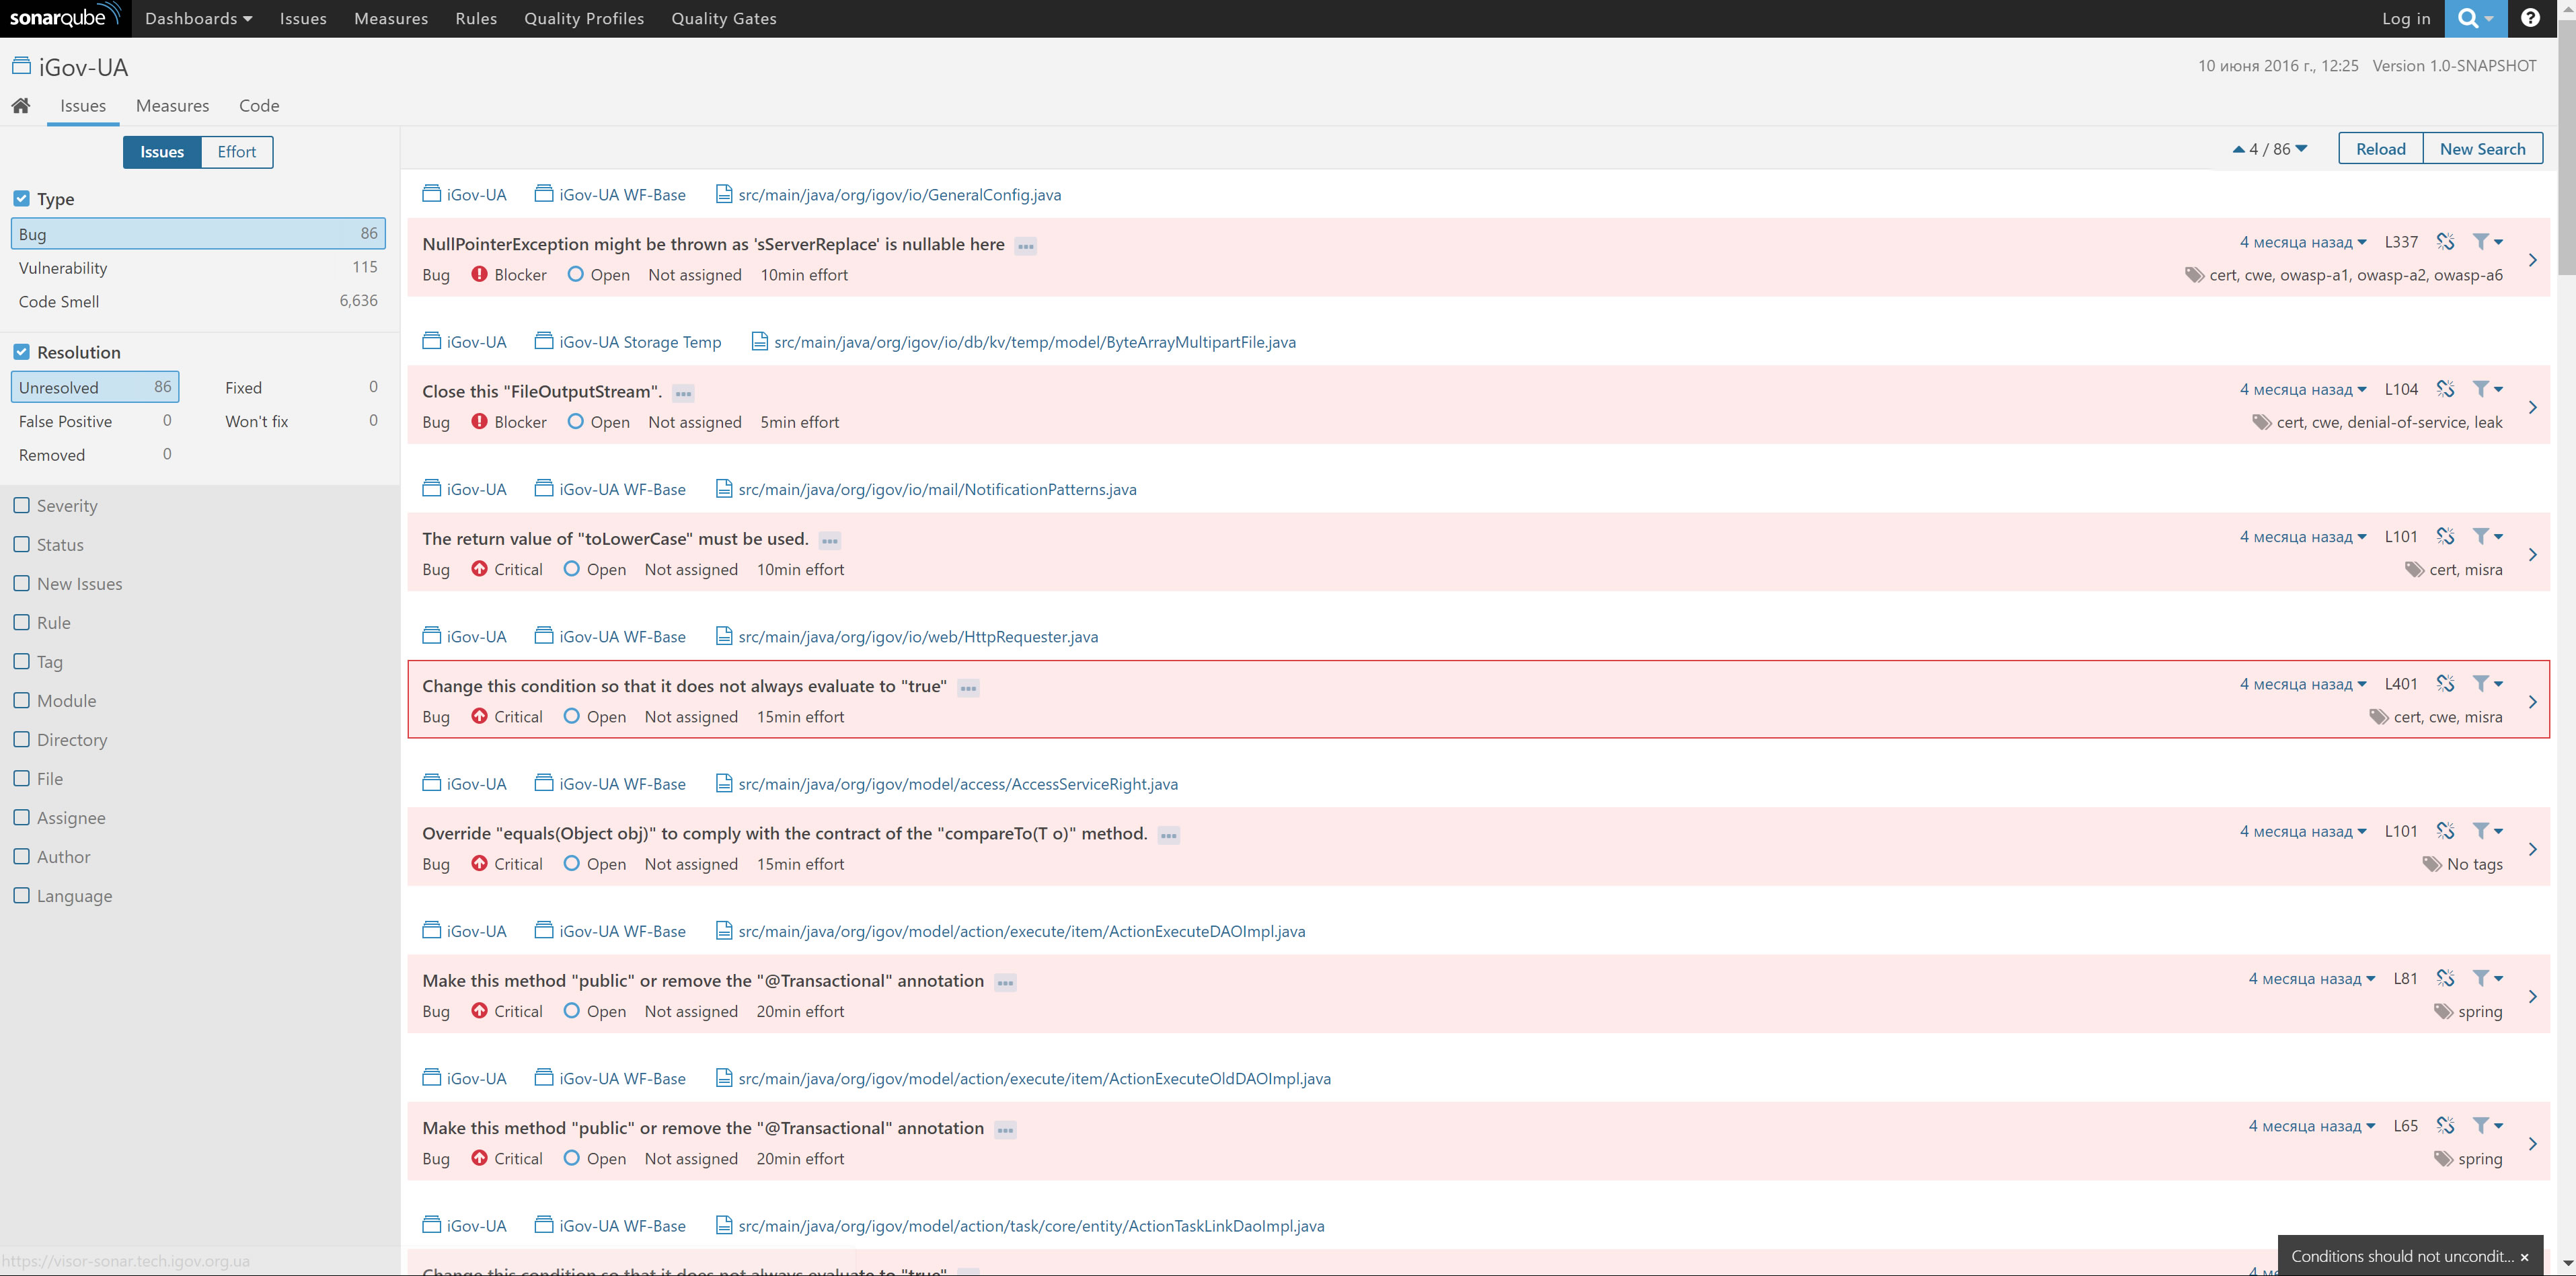 sonarqube Dashboards Issues Measures Rules Quality Profiles Quality Gates Log in
iGov-UA
10 июня 2016 г., 12:25 Version 1.0-SNAPSHOT
Issues Measures Code
Issues Effort
4 / 86 Reload New Search
Type
Bug 86
Vulnerability 115
Code Smell 6,636
Resolution
Unresolved 86 Fixed 0
False Positive 0 Won't fix 0
Removed 0
Severity
Status
New Issues
Rule
Tag
Module
Directory
File
Assignee
Author
Language
iGov-UA iGov-UA WF-Base src/main/java/org/igov/io/GeneralConfig.java
NullPointerException might be thrown as 'sServerReplace' is nullable here 4 месяца назад L337
Bug Blocker Open Not assigned 10min effort cert, cwe, owasp-a1, owasp-a2, owasp-a6
iGov-UA iGov-UA Storage Temp src/main/java/org/igov/io/db/kv/temp/model/ByteArrayMultipartFile.java
Close this "FileOutputStream". 4 месяца назад L104
Bug Blocker Open Not assigned 5min effort cert, cwe, denial-of-service, leak
iGov-UA iGov-UA WF-Base src/main/java/org/igov/io/mail/NotificationPatterns.java
The return value of "toLowerCase" must be used. 4 месяца назад L101
Bug Critical Open Not assigned 10min effort cert, misra
iGov-UA iGov-UA WF-Base src/main/java/org/igov/io/web/HttpRequester.java
Change this condition so that it does not always evaluate to "true" 4 месяца назад L401
Bug Critical Open Not assigned 15min effort cert, cwe, misra
iGov-UA iGov-UA WF-Base src/main/java/org/igov/model/access/AccessServiceRight.java
Override "equals(Object obj)" to comply with the contract of the "compareTo(T o)" method. 4 месяца назад L101
Bug Critical Open Not assigned 15min effort No tags
iGov-UA iGov-UA WF-Base src/main/java/org/igov/model/action/execute/item/ActionExecuteDAOImpl.java
Make this method "public" or remove the "@Transactional" annotation 4 месяца назад L81
Bug Critical Open Not assigned 20min effort spring
iGov-UA iGov-UA WF-Base src/main/java/org/igov/model/action/execute/item/ActionExecuteOldDAOImpl.java
Make this method "public" or remove the "@Transactional" annotation 4 месяца назад L65
Bug Critical Open Not assigned 20min effort spring
iGov-UA iGov-UA WF-Base src/main/java/org/igov/model/action/task/core/entity/ActionTaskLinkDaoImpl.java
Change this condition so that it does not always evaluate to "true" 4 ме
https://visor-sonar.tech.igov.org.ua
Conditions should not uncondit... ×